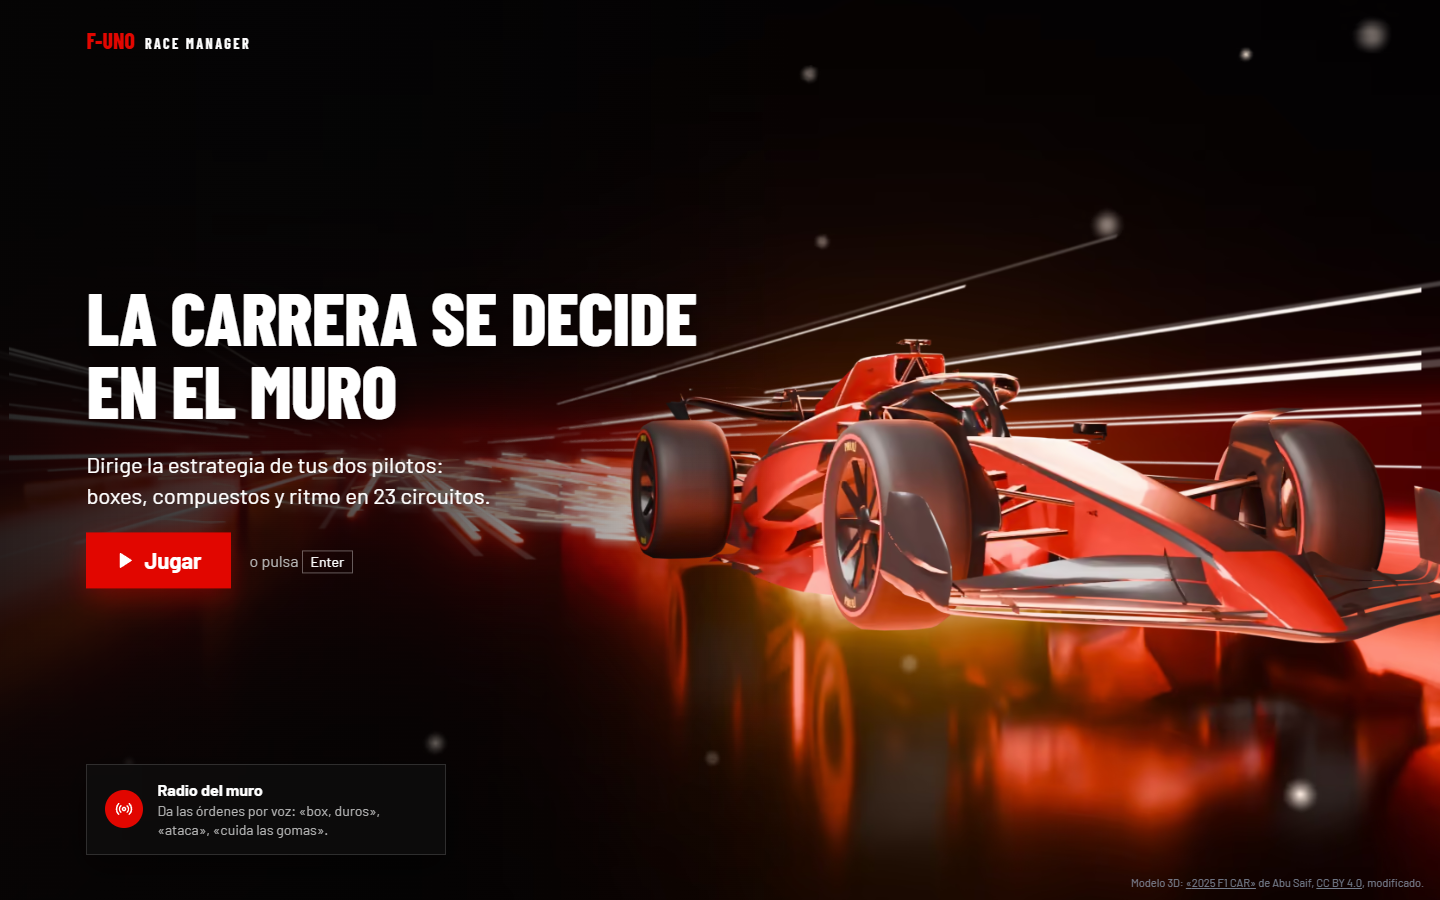 F-UNO RACE MANAGER
LA CARRERA SE DECIDE
EN EL MURO
Dirige la estrategia de tus dos pilotos:
boxes, compuestos y ritmo en 23 circuitos.
Jugar
o pulsa Enter
Radio del muro
Da las órdenes por voz: «box, duros»,
«ataca», «cuida las gomas».
Modelo 3D: «2025 F1 CAR» de Abu Saif, CC BY 4.0, modificado.